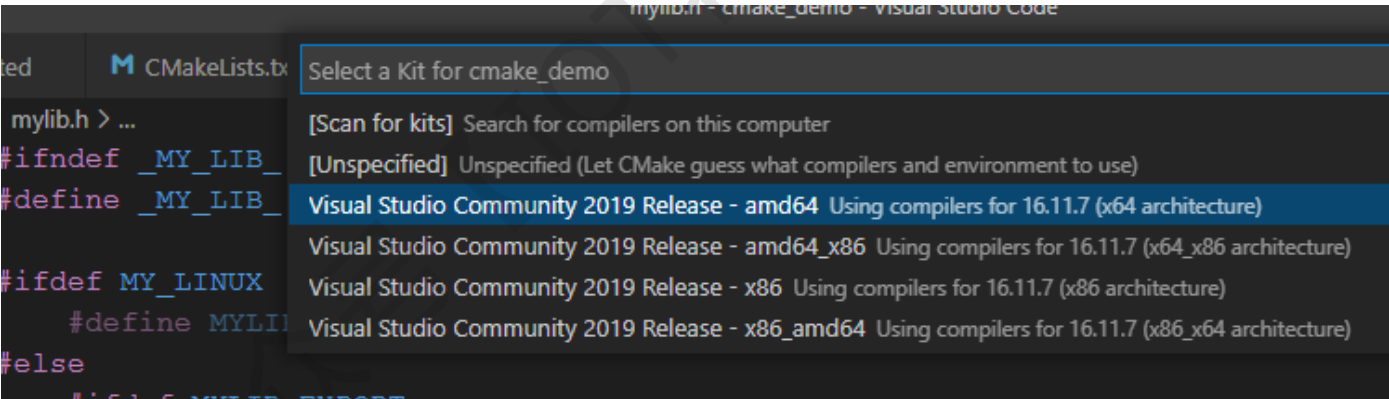 mylib.h - cmake_demo - Visual Studio Code
ted M CMakeLists.tx
Select a Kit for cmake_demo
mylib.h > ...
[Scan for kits] Search for compilers on this computer
#ifndef _MY_LIB_
[Unspecified] Unspecified (Let CMake guess what compilers and environment to use)
#define _MY_LIB_
Visual Studio Community 2019 Release - amd64 Using compilers for 16.11.7 (x64 architecture)
Visual Studio Community 2019 Release - amd64_x86 Using compilers for 16.11.7 (x64_x86 architecture)
#ifdef MY_LINUX
Visual Studio Community 2019 Release - x86 Using compilers for 16.11.7 (x86 architecture)
#define MYLI
Visual Studio Community 2019 Release - x86_amd64 Using compilers for 16.11.7 (x86_x64 architecture)
#else
#ifdef MYLIB_EXPORT